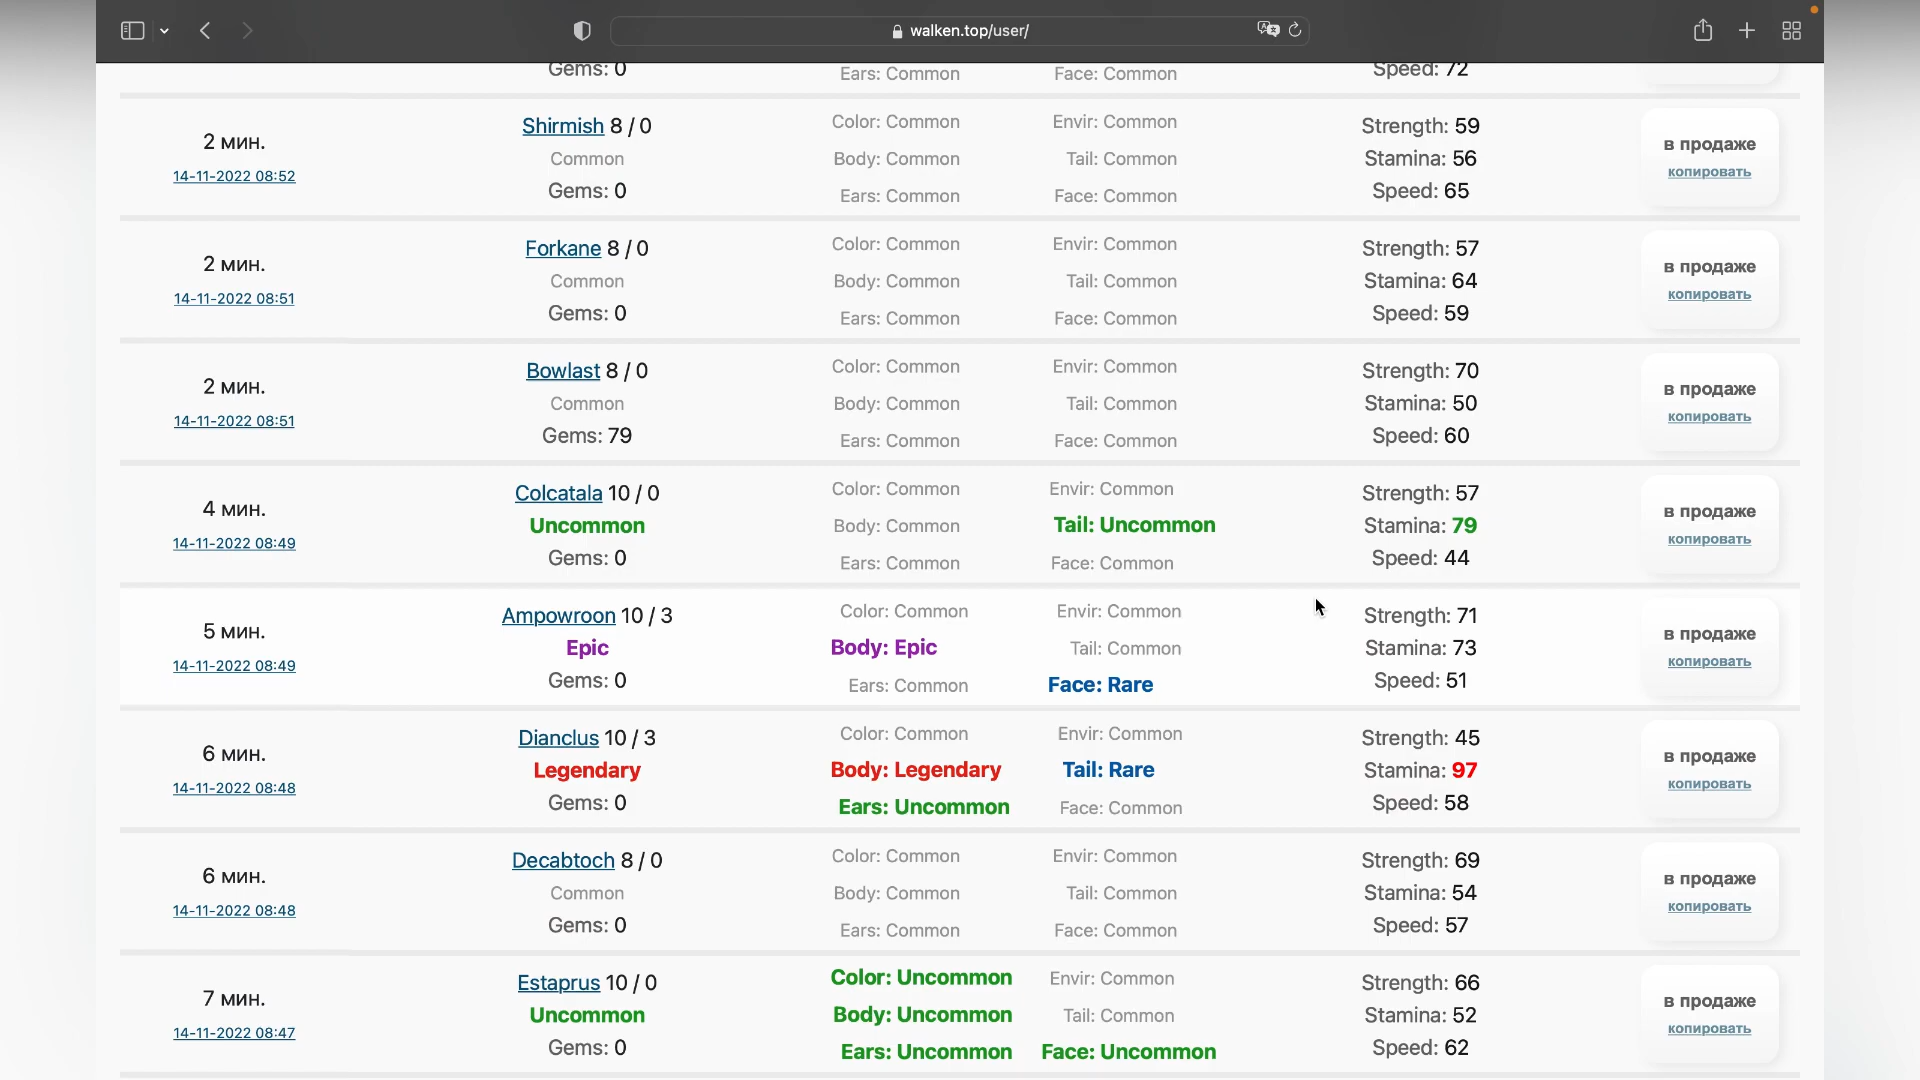 walken.top/user/
Gems: 0
Ears: Common
Face: Common
Speed: 72
2 мин.
14-11-2022 08:52
Shirmish 8 / 0
Common
Gems: 0
Color: Common
Body: Common
Ears: Common
Envir: Common
Tail: Common
Face: Common
Strength: 59
Stamina: 56
Speed: 65
в продаже
копировать
2 мин.
14-11-2022 08:51
Forkane 8 / 0
Common
Gems: 0
Color: Common
Body: Common
Ears: Common
Envir: Common
Tail: Common
Face: Common
Strength: 57
Stamina: 64
Speed: 59
в продаже
копировать
2 мин.
14-11-2022 08:51
Bowlast 8 / 0
Common
Gems: 79
Color: Common
Body: Common
Ears: Common
Envir: Common
Tail: Common
Face: Common
Strength: 70
Stamina: 50
Speed: 60
в продаже
копировать
4 мин.
14-11-2022 08:49
Colcatala 10 / 0
Uncommon
Gems: 0
Color: Common
Body: Common
Ears: Common
Envir: Common
Tail: Uncommon
Face: Common
Strength: 57
Stamina: 79
Speed: 44
в продаже
копировать
5 мин.
14-11-2022 08:49
Ampowroon 10 / 3
Epic
Gems: 0
Color: Common
Body: Epic
Ears: Common
Envir: Common
Tail: Common
Face: Rare
Strength: 71
Stamina: 73
Speed: 51
в продаже
копировать
6 мин.
14-11-2022 08:48
Dianclus 10 / 3
Legendary
Gems: 0
Color: Common
Body: Legendary
Ears: Uncommon
Envir: Common
Tail: Rare
Face: Common
Strength: 45
Stamina: 97
Speed: 58
в продаже
копировать
6 мин.
14-11-2022 08:48
Decabtoch 8 / 0
Common
Gems: 0
Color: Common
Body: Common
Ears: Common
Envir: Common
Tail: Common
Face: Common
Strength: 69
Stamina: 54
Speed: 57
в продаже
копировать
7 мин.
14-11-2022 08:47
Estaprus 10 / 0
Uncommon
Gems: 0
Color: Uncommon
Body: Uncommon
Ears: Uncommon
Envir: Common
Tail: Common
Face: Uncommon
Strength: 66
Stamina: 52
Speed: 62
в продаже
копировать